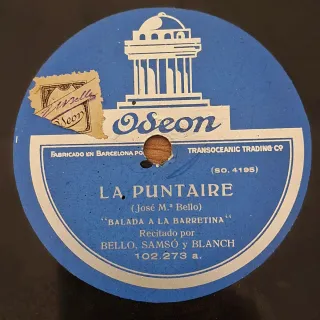 Odeon
Odeon
FABRICADO EN BARCELONA POR TRANSOCEANIC TRADING Cº
(SO. 4195)
LA PUNTAIRE
(José M.ª Bello)
"BALADA A LA BARRETINA"
Recitado por
BELLO, SAMSÓ y BLANCH
102.273 a.